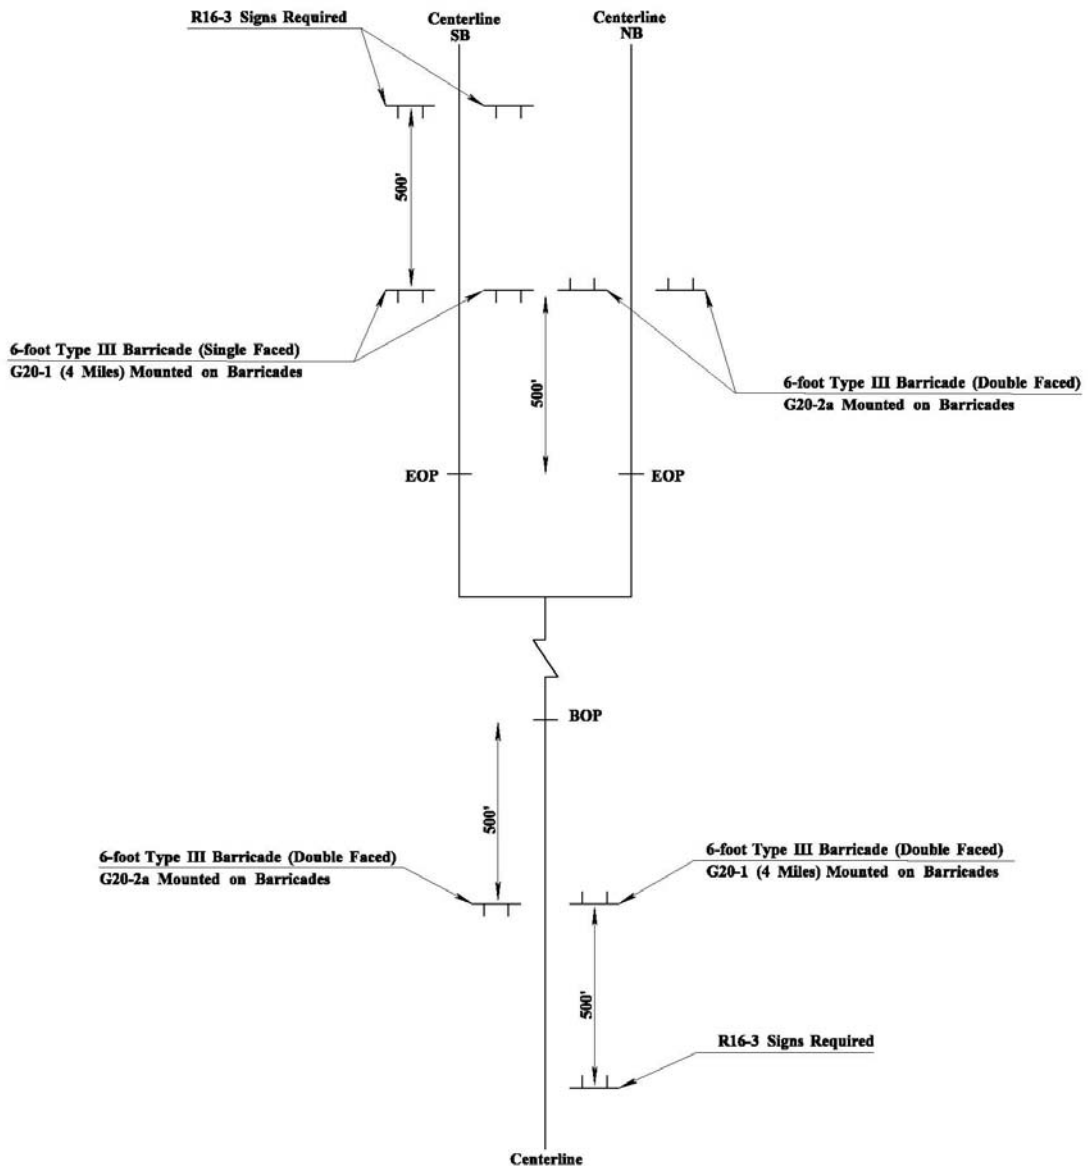 R16-3 Signs Required
Centerline
SB
Centerline
NB
500'
6-foot Type III Barricade (Single Faced)
G20-1 (4 Miles) Mounted on Barricades
500'
6-foot Type III Barricade (Double Faced)
G20-2a Mounted on Barricades
EOP
EOP
BOP
500'
6-foot Type III Barricade (Double Faced)
G20-2a Mounted on Barricades
6-foot Type III Barricade (Double Faced)
G20-1 (4 Miles) Mounted on Barricades
500'
R16-3 Signs Required
Centerline